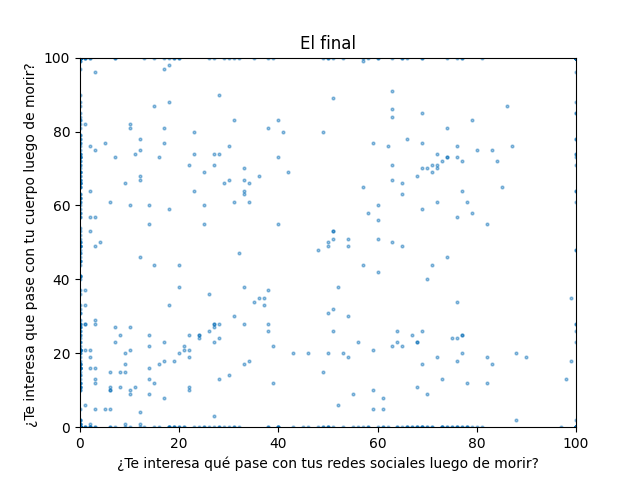 El final
100
80
60
40
20
0
¿Te interesa que pase con tu cuerpo luego de morir?
0 20 40 60 80 100
¿Te interesa qué pase con tus redes sociales luego de morir?